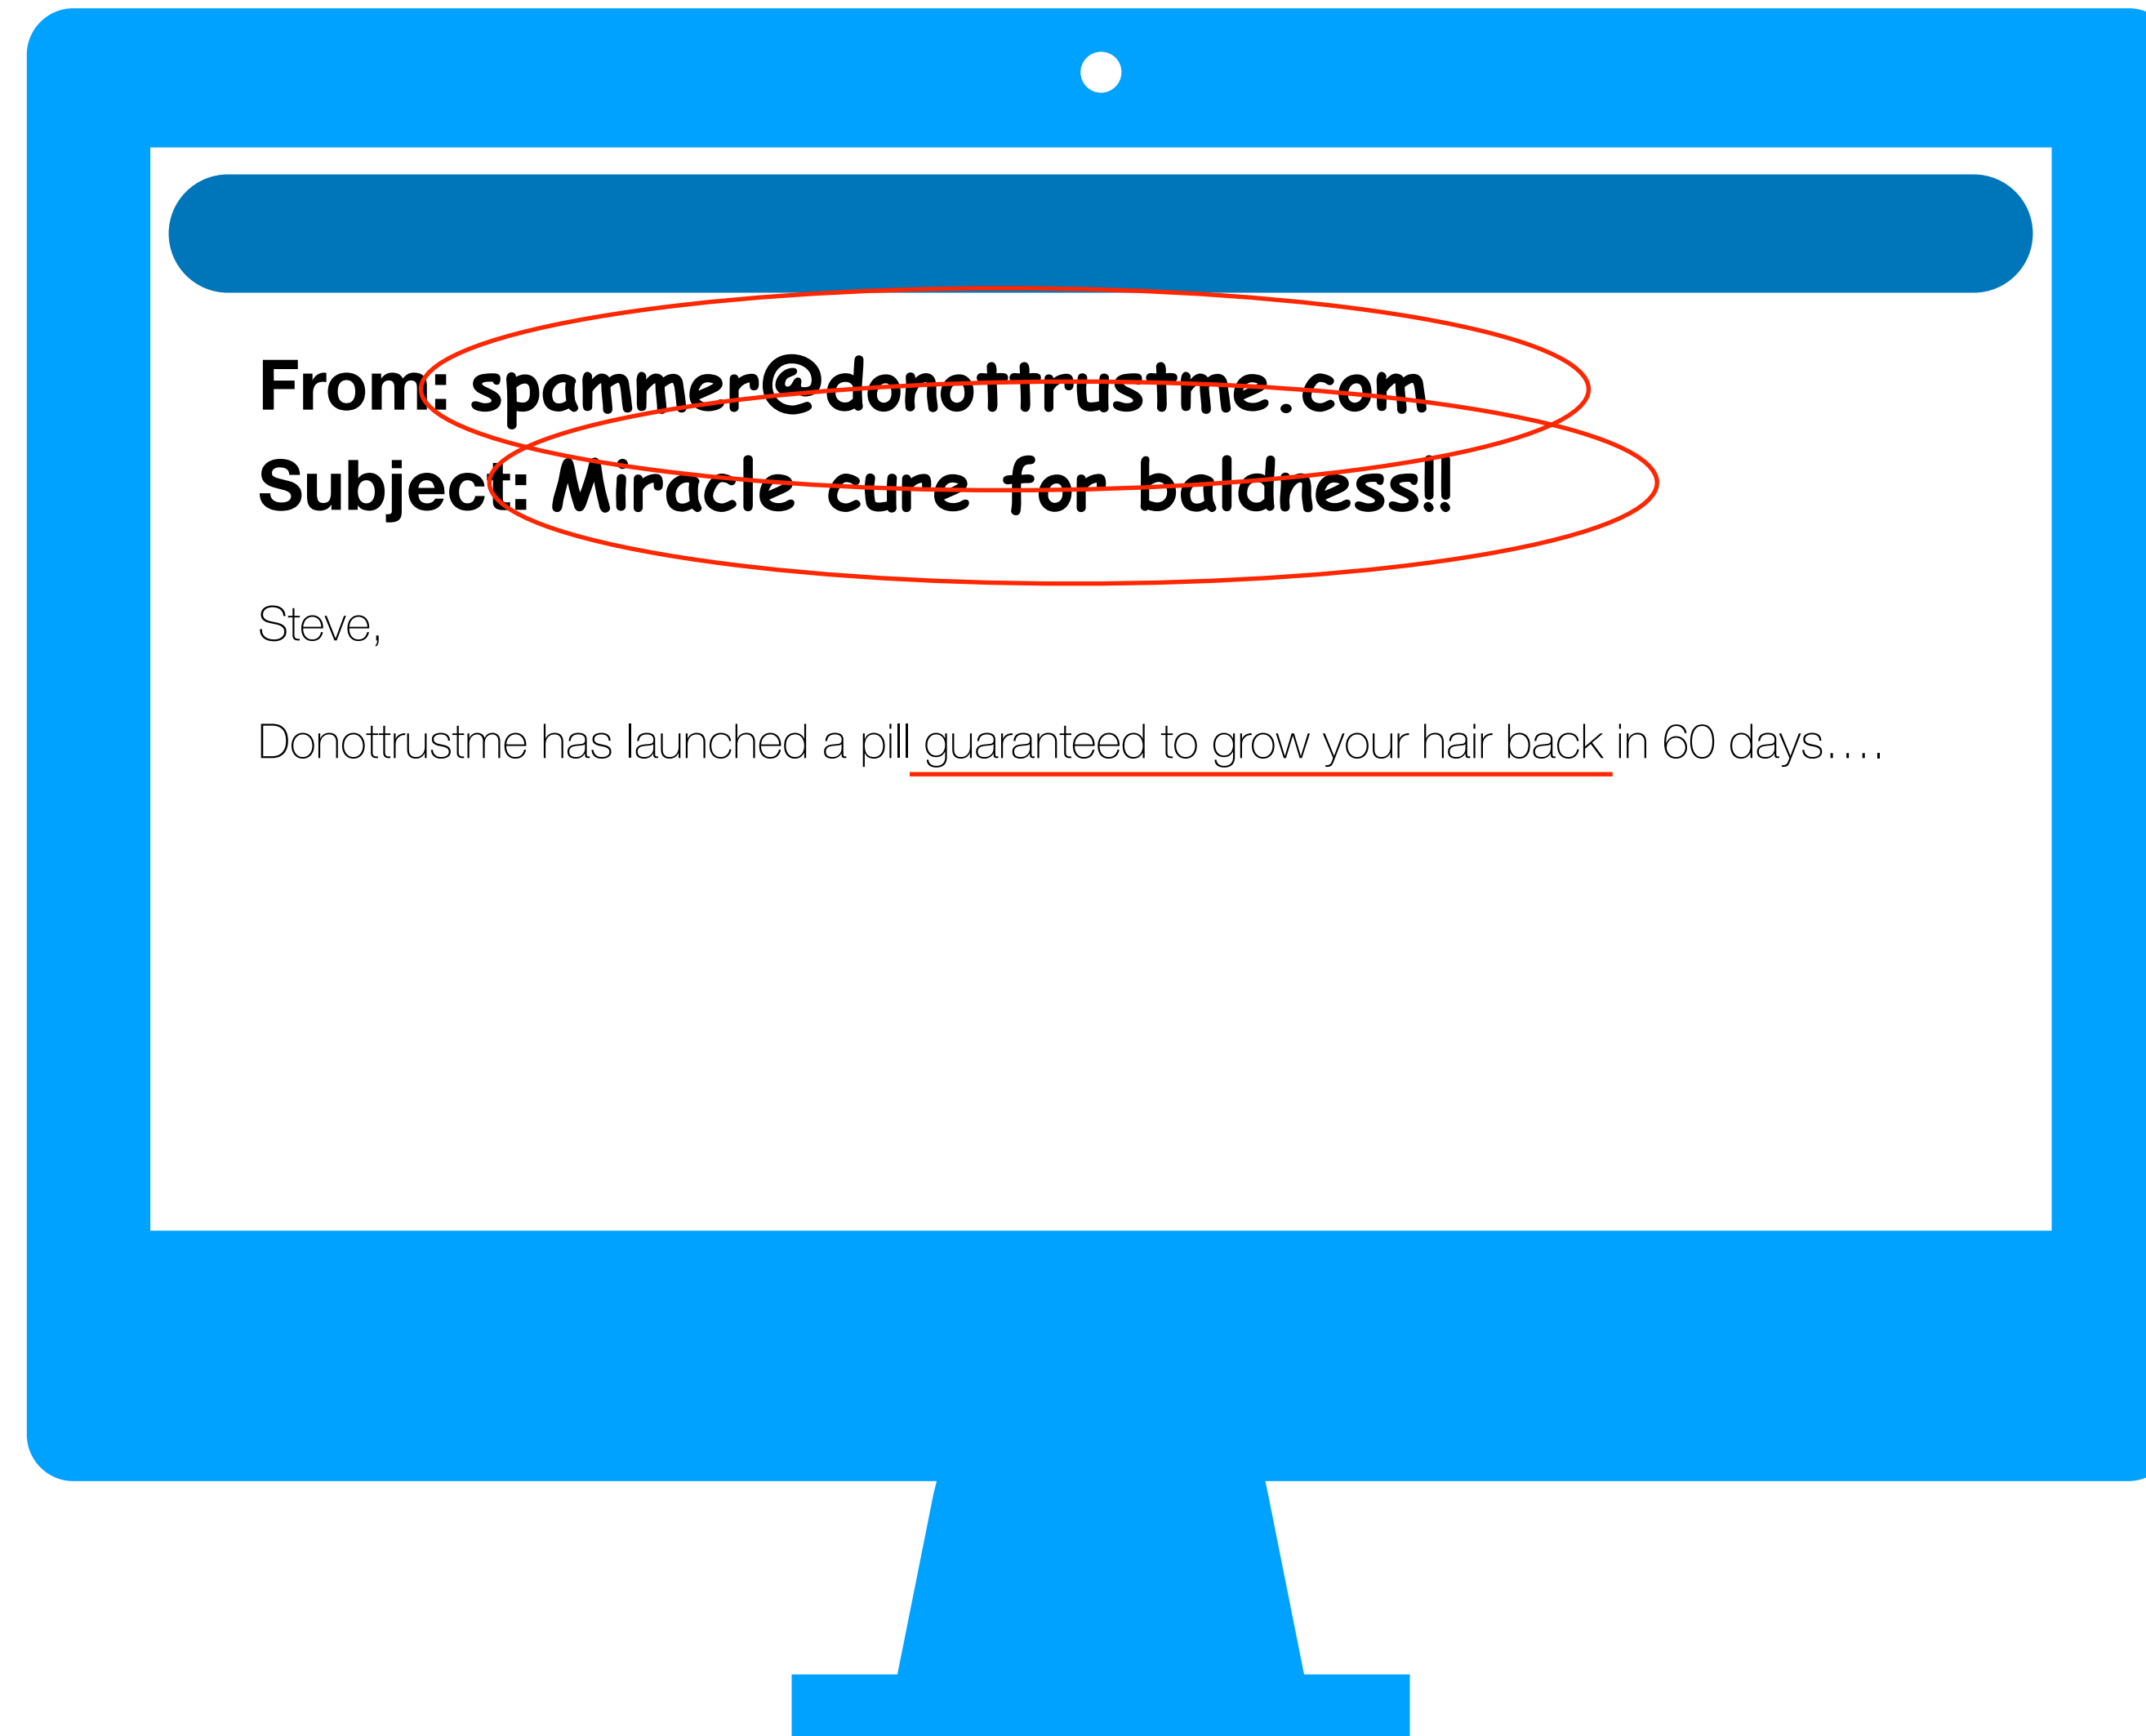 From: spammer@donottrustme.com
Subject: Miracle cure for baldness!!
Steve,
Donottrustme has launched a pill guaranteed to grow your hair back in 60 days....